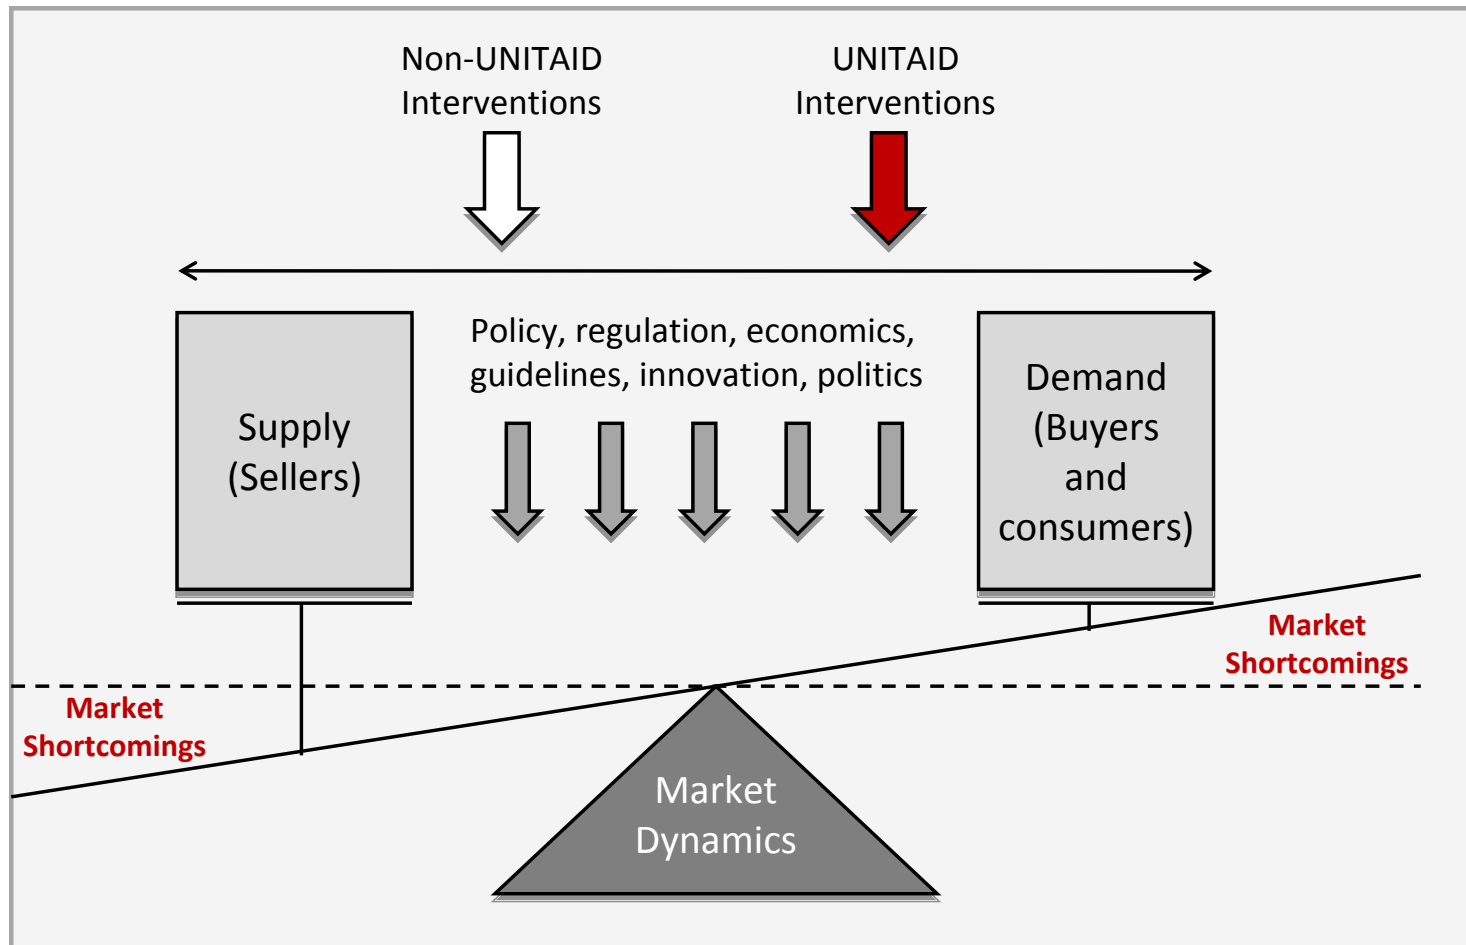 Non-UNITAID
Interventions
UNITAID
Interventions
Policy, regulation, economics,
guidelines, innovation, politics
Supply
(Sellers)
Demand
(Buyers
and
consumers)
Market
Shortcomings
Market
Shortcomings
Market
Dynamics